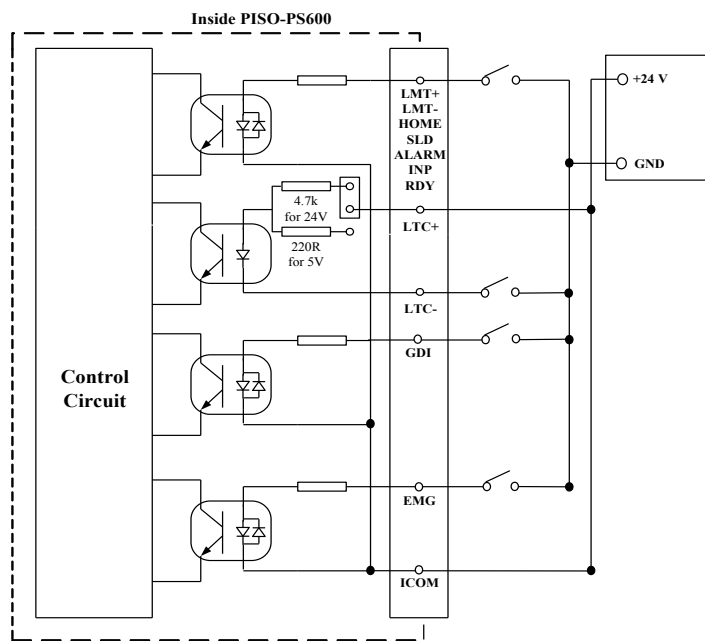 Inside PISO-PS600
+24 V
LMT+
LMT-
HOME
SLD
ALARM
INP
RDY
GND
4.7k
for 24V
LTC+
220R
for 5V
LTC-
GDI
Control
Circuit
EMG
ICOM